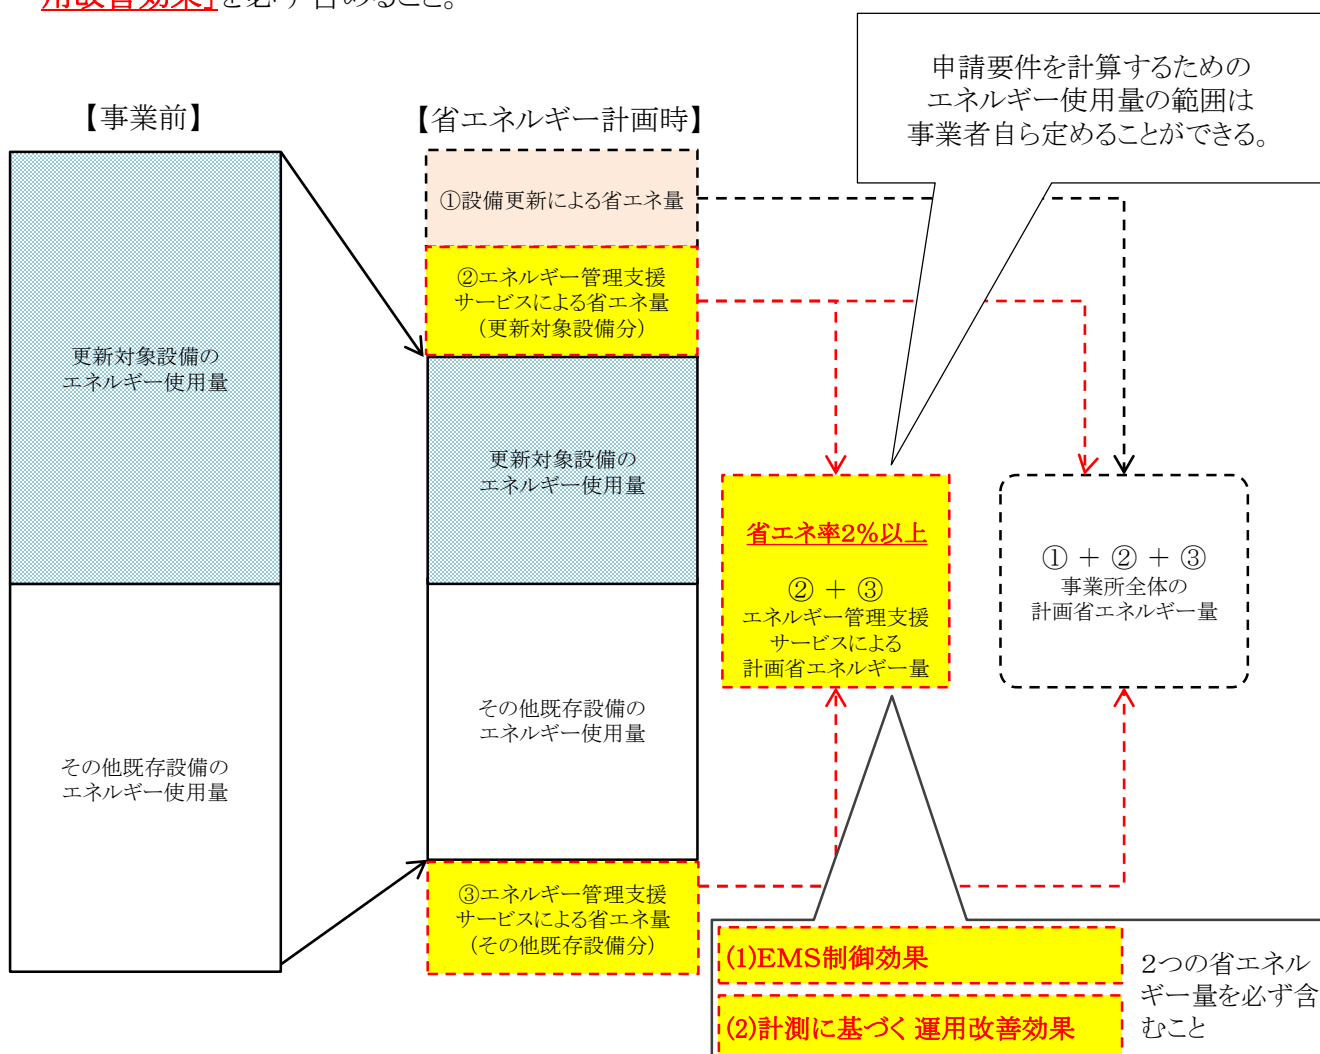 用改善効果」を必ず含めること。
申請要件を計算するための
エネルギー使用量の範囲は
事業者自ら定めることができる。
【事業前】
【省エネルギー計画時】
①設備更新による省エネ量
②エネルギー管理支援
サービスによる省エネ量
（更新対象設備分）
更新対象設備の
エネルギー使用量
更新対象設備の
エネルギー使用量
省エネ率2％以上
② ＋ ③
エネルギー管理支援
サービスによる
計画省エネルギー量
① ＋ ② ＋ ③
事業所全体の
計画省エネルギー量
その他既存設備の
エネルギー使用量
その他既存設備の
エネルギー使用量
③エネルギー管理支援
サービスによる省エネ量
（その他既存設備分）
(1)EMS制御効果
(2)計測に基づく運用改善効果
2つの省エネル
ギー量を必ず含
むこと